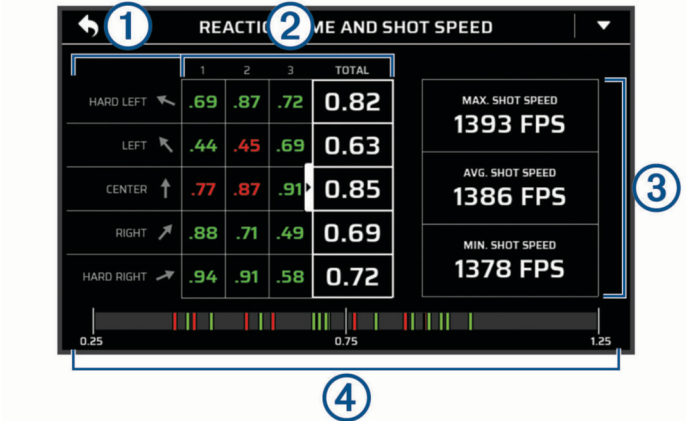 1
2
REACTI ME AND SHOT SPEED
1 2 3 TOTAL
HARD LEFT .69 .87 .72 0.82
LEFT .44 .45 .69 0.63
CENTER .77 .87 .91 0.85
RIGHT .88 .71 .49 0.69
HARD RIGHT .94 .91 .58 0.72
MAX. SHOT SPEED
1393 FPS
AVG. SHOT SPEED
1386 FPS
MIN. SHOT SPEED
1378 FPS
3
0.25 0.75 1.25
4